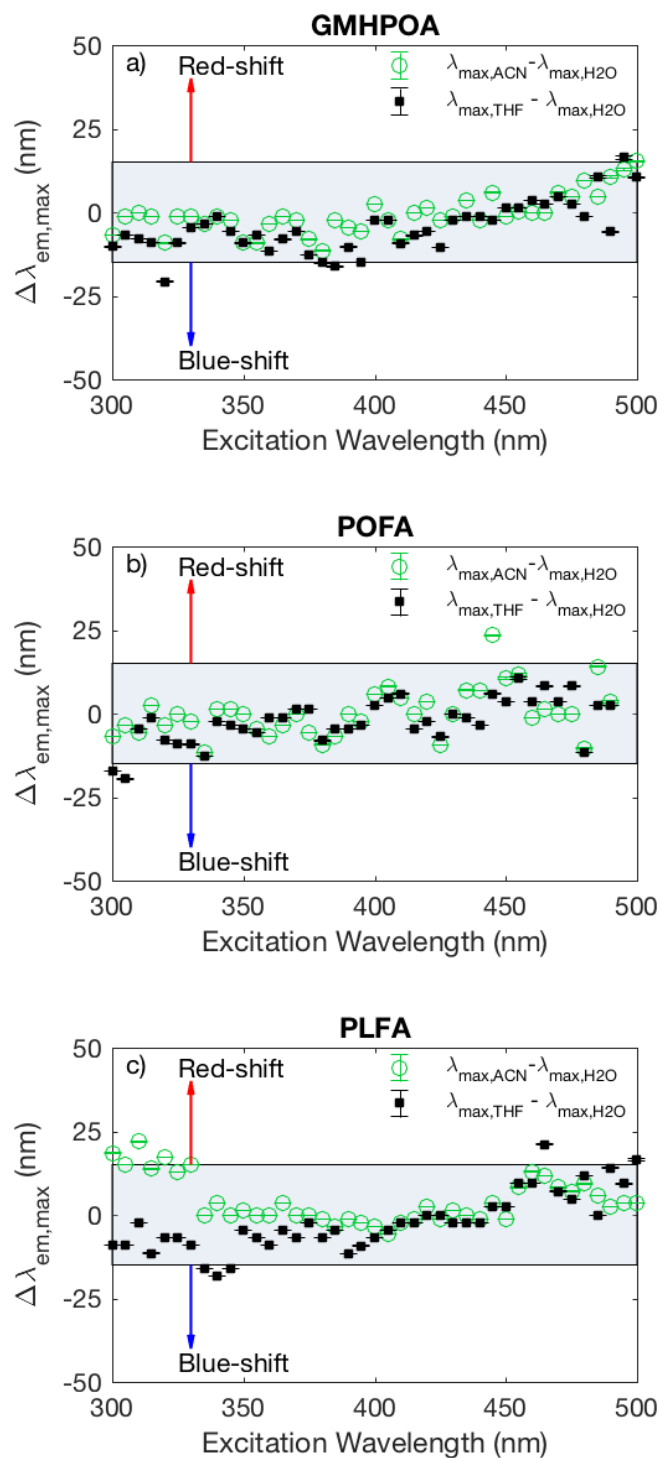 GMHPOA
50
a)
Red-shift
λmax,ACN-λmax,H2O
λmax,THF - λmax,H2O
25
0
-25
Blue-shift
-50
Δλem,max (nm)
300 350 400 450 500
Excitation Wavelength (nm)
POFA
50
b)
Red-shift
λmax,ACN-λmax,H2O
λmax,THF - λmax,H2O
25
0
-25
Blue-shift
-50
Δλem,max (nm)
300 350 400 450 500
Excitation Wavelength (nm)
PLFA
50
c)
Red-shift
λmax,ACN-λmax,H2O
λmax,THF - λmax,H2O
25
0
-25
Blue-shift
-50
Δλem,max (nm)
300 350 400 450 500
Excitation Wavelength (nm)